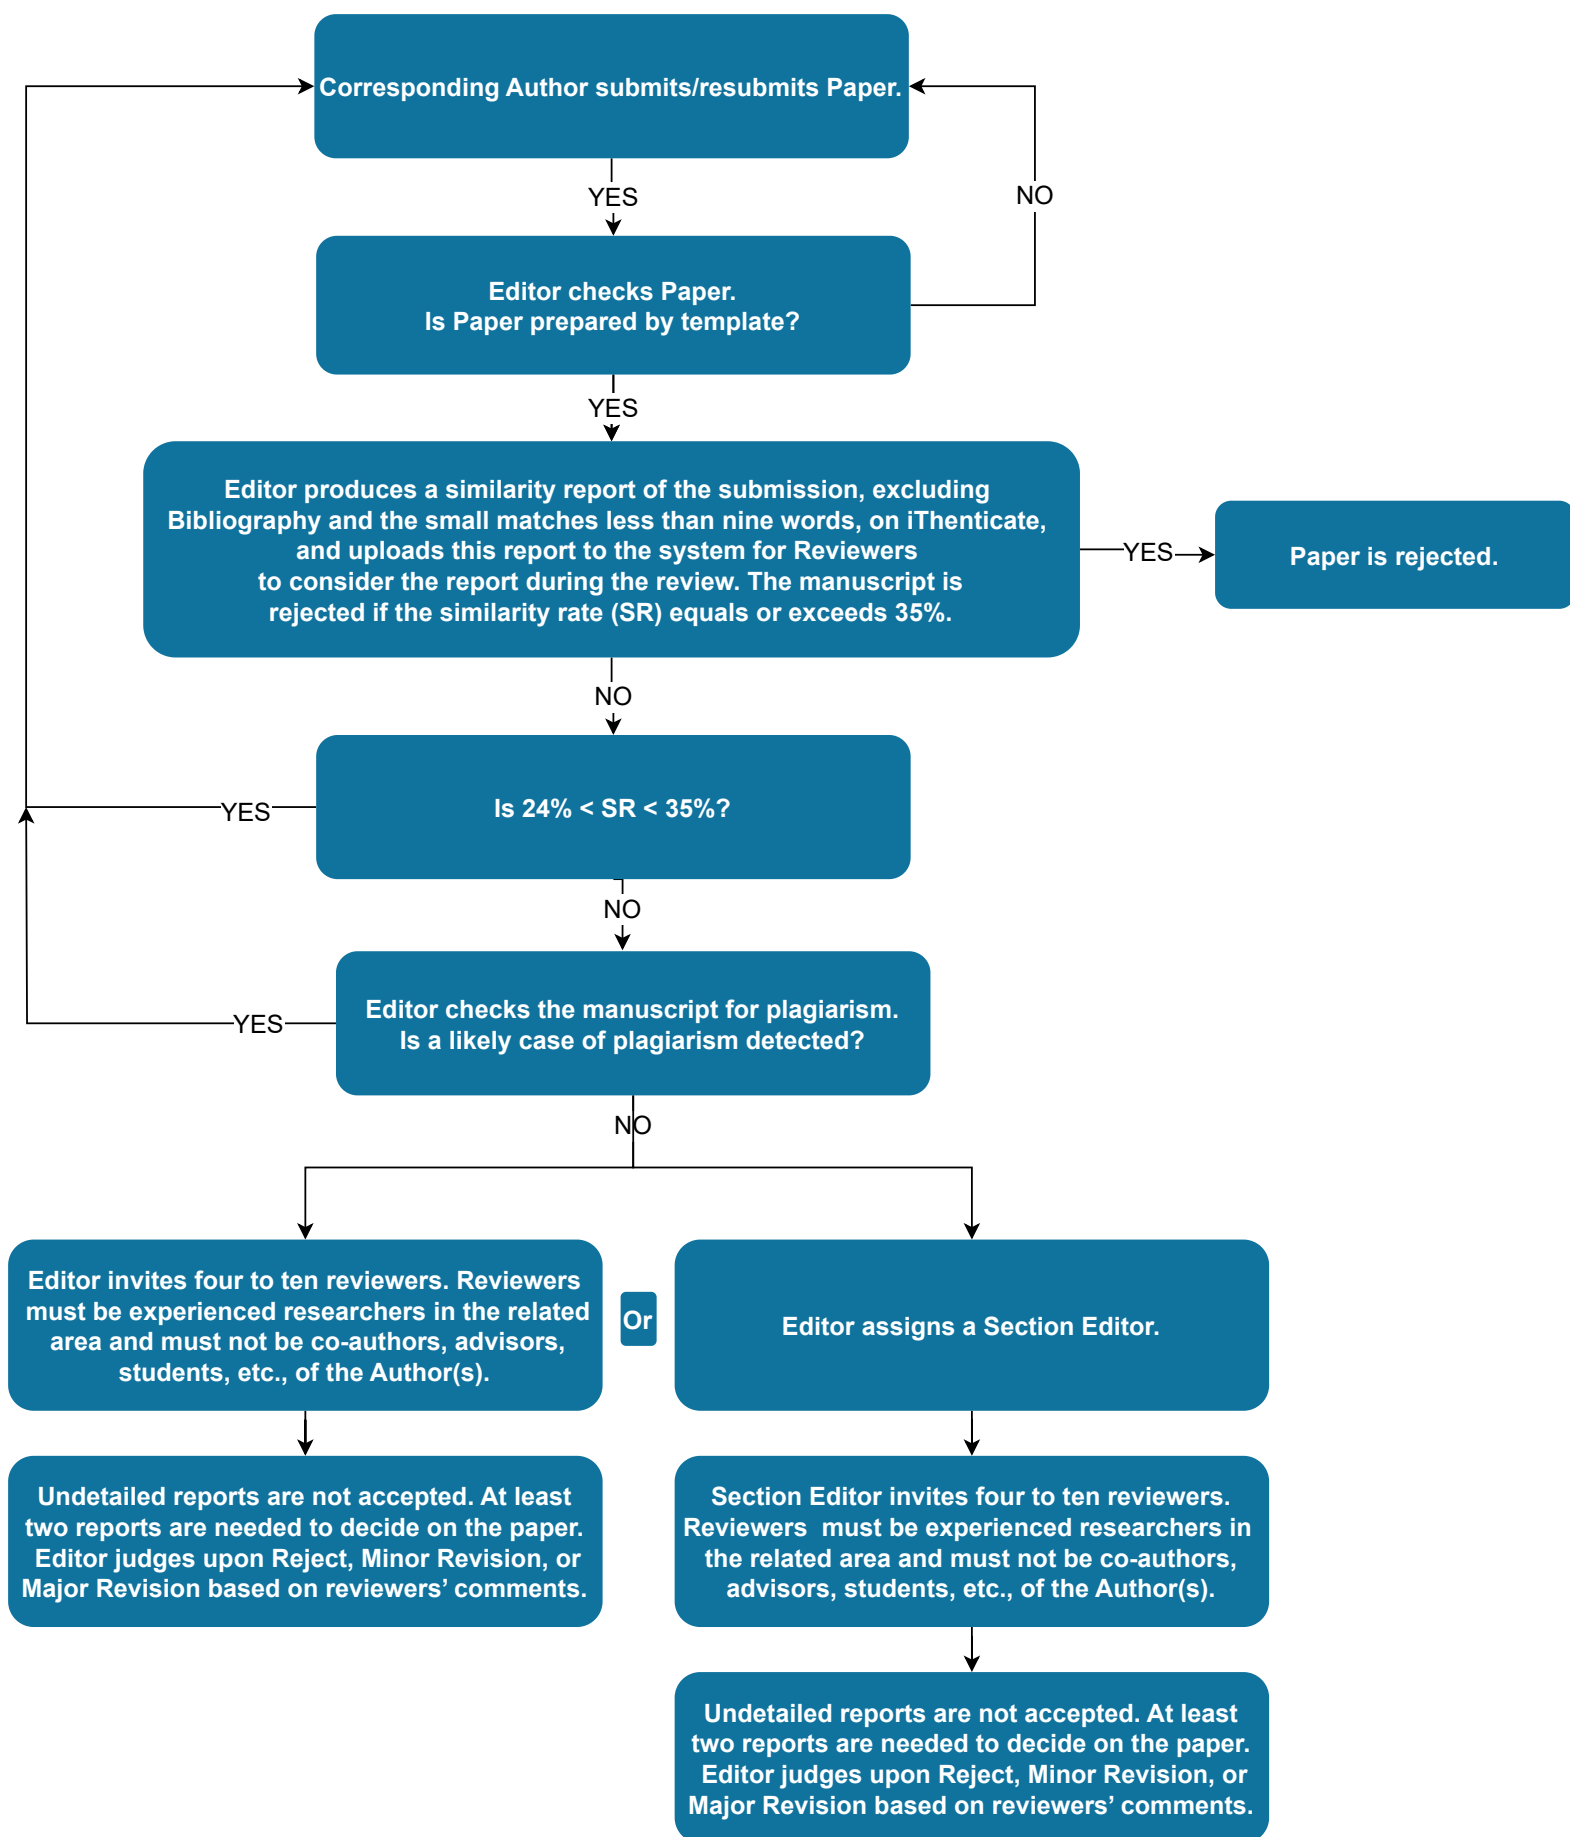 Corresponding Author submits/resubmits Paper.
YES
NO
Editor checks Paper.
Is Paper prepared by template?
YES
Editor produces a similarity report of the submission, excluding
Bibliography and the small matches less than nine words, on iThenticate,
and uploads this report to the system for Reviewers
to consider the report during the review. The manuscript is
rejected if the similarity rate (SR) equals or exceeds 35%.
YES
Paper is rejected.
NO
Is 24% < SR < 35%?
YES
NO
Editor checks the manuscript for plagiarism.
Is a likely case of plagiarism detected?
YES
NO
Editor invites four to ten reviewers. Reviewers
must be experienced researchers in the related
area and must not be co-authors, advisors,
students, etc., of the Author(s).
Or
Editor assigns a Section Editor.
Undetailed reports are not accepted. At least
two reports are needed to decide on the paper.
Editor judges upon Reject, Minor Revision, or
Major Revision based on reviewers’ comments.
Section Editor invites four to ten reviewers.
Reviewers must be experienced researchers in
the related area and must not be co-authors,
advisors, students, etc., of the Author(s).
Undetailed reports are not accepted. At least
two reports are needed to decide on the paper.
Editor judges upon Reject, Minor Revision, or
Major Revision based on reviewers’ comments.